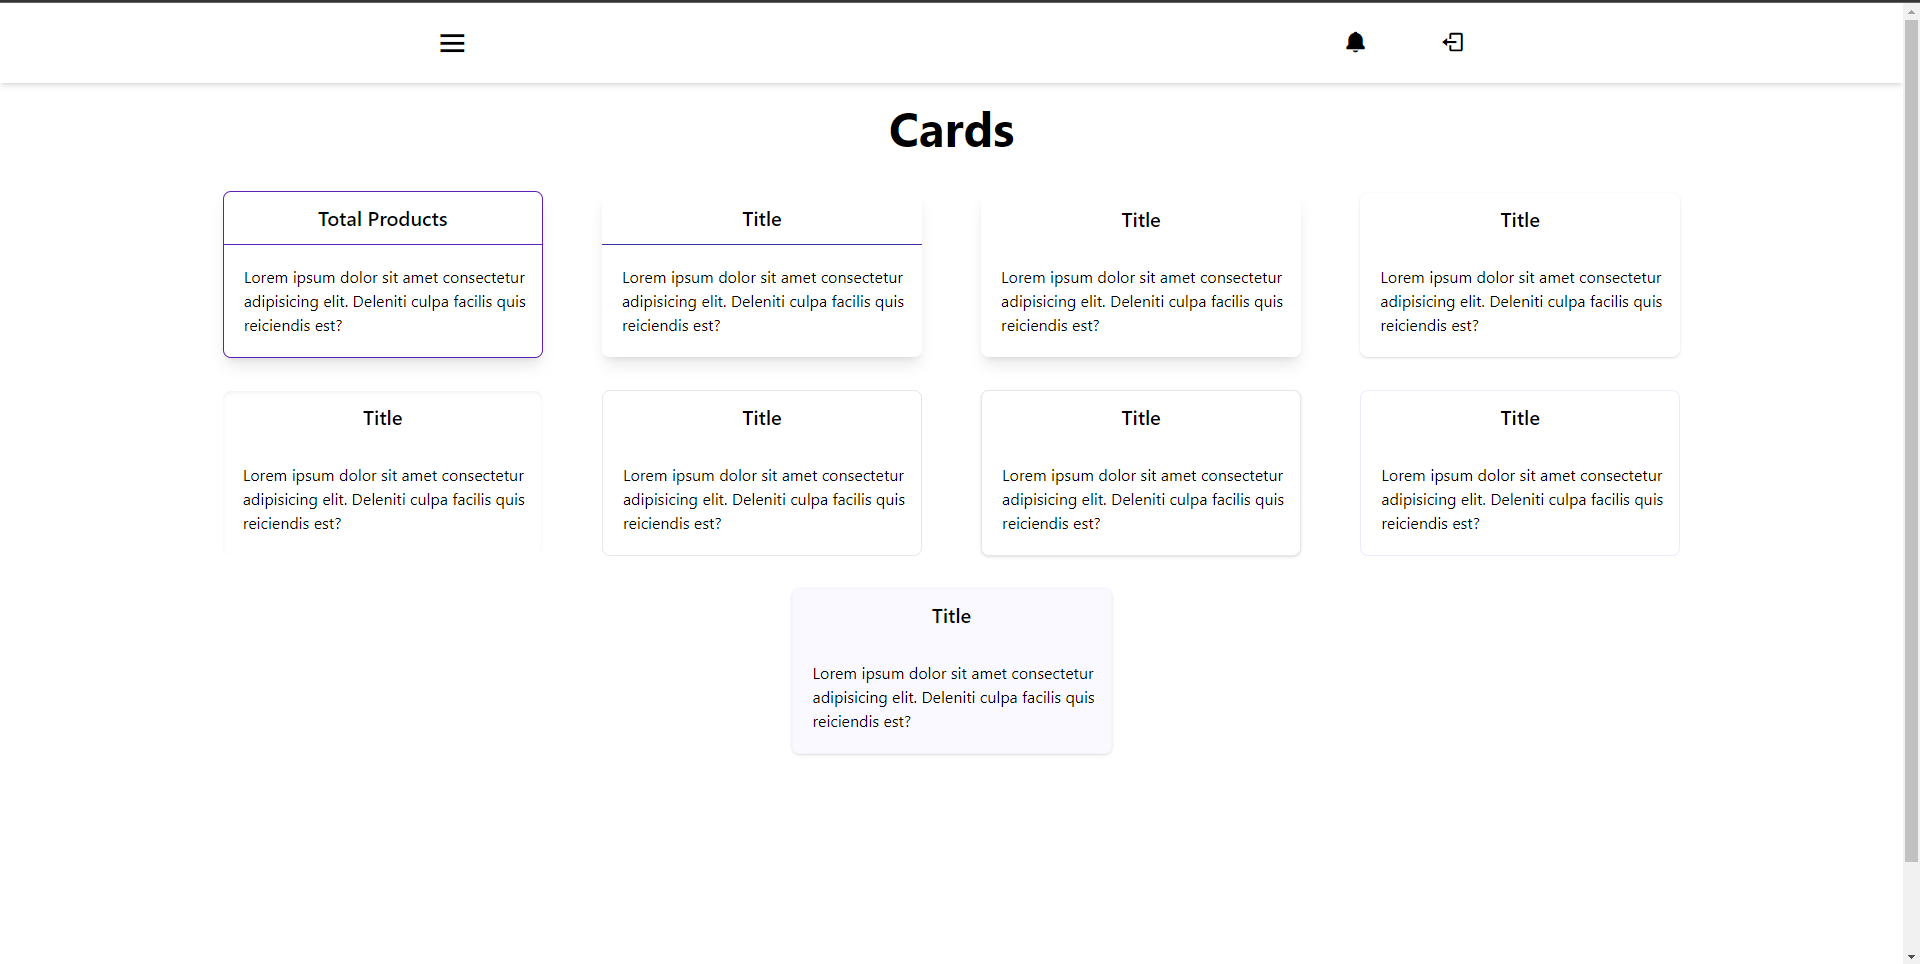 Cards
Total Products
Lorem ipsum dolor sit amet consectetur
adipisicing elit. Deleniti culpa facilis quis
reiciendis est?
Title
Lorem ipsum dolor sit amet consectetur
adipisicing elit. Deleniti culpa facilis quis
reiciendis est?
Title
Lorem ipsum dolor sit amet consectetur
adipisicing elit. Deleniti culpa facilis quis
reiciendis est?
Title
Lorem ipsum dolor sit amet consectetur
adipisicing elit. Deleniti culpa facilis quis
reiciendis est?
Title
Lorem ipsum dolor sit amet consectetur
adipisicing elit. Deleniti culpa facilis quis
reiciendis est?
Title
Lorem ipsum dolor sit amet consectetur
adipisicing elit. Deleniti culpa facilis quis
reiciendis est?
Title
Lorem ipsum dolor sit amet consectetur
adipisicing elit. Deleniti culpa facilis quis
reiciendis est?
Title
Lorem ipsum dolor sit amet consectetur
adipisicing elit. Deleniti culpa facilis quis
reiciendis est?
Title
Lorem ipsum dolor sit amet consectetur
adipisicing elit. Deleniti culpa facilis quis
reiciendis est?